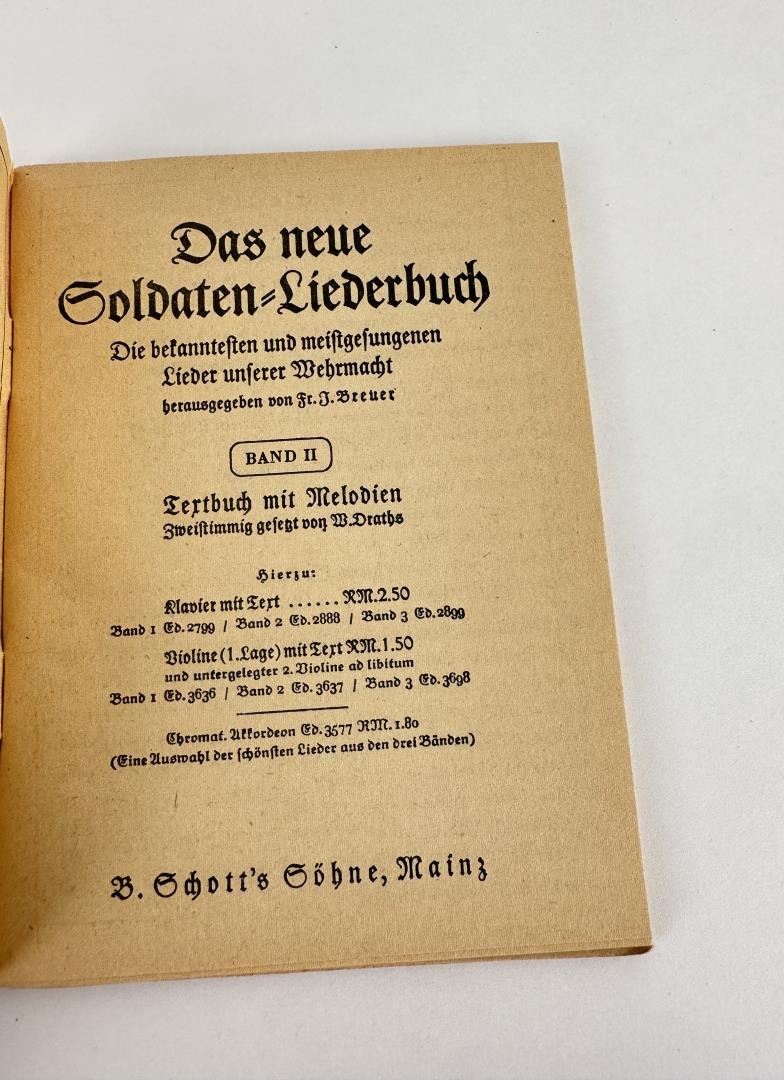 Das neue
Soldaten-Liederbuch
Die bekanntesten und meistgesungenen
Lieder unserer Wehrmacht
herausgegeben von Fr. J. Breuer
BAND II
Textbuch mit Melodien
Zweistimmig gesetzt von W. Draths
Hierzu:
Klavier mit Text ...... RM. 2.50
Band 1 Ed. 2799 / Band 2 Ed. 2888 / Band 3 Ed. 2899
Violine (1. Lage) mit Text RM. 1.50
und untergelegter 2. Violine ad libitum
Band 1 Ed. 3636 / Band 2 Ed. 3637 / Band 3 Ed. 3698
Chromat. Akkordeon Ed. 3577 RM. 1.80
(Eine Auswahl der schönsten Lieder aus den drei Bänden)
B. Schott's Söhne, Mainz